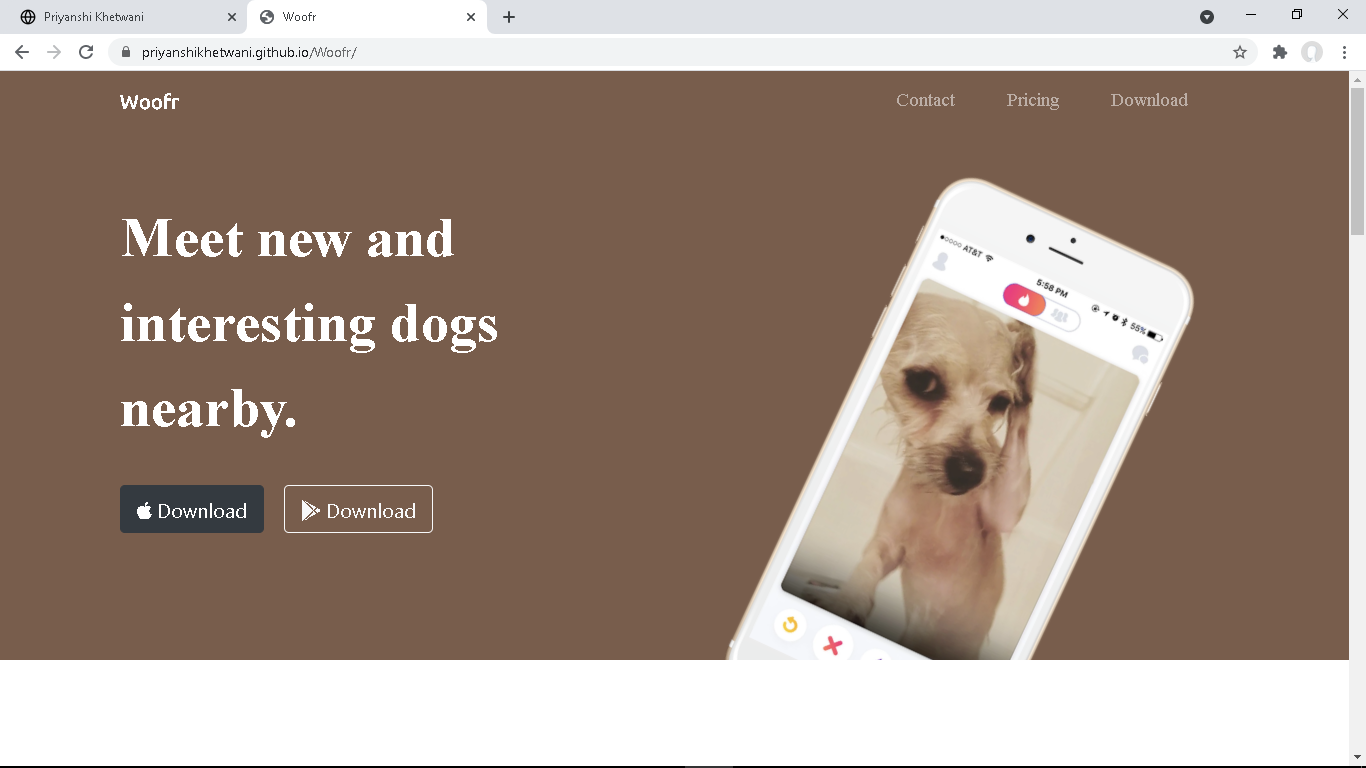 Priyanshi Khetwani
Woofr
priyanshikhetwani.github.io/Woofr/
Woofr
Contact
Pricing
Download
Meet new and
interesting dogs
nearby.
Download
Download
AT&T
5:58 PM
55%